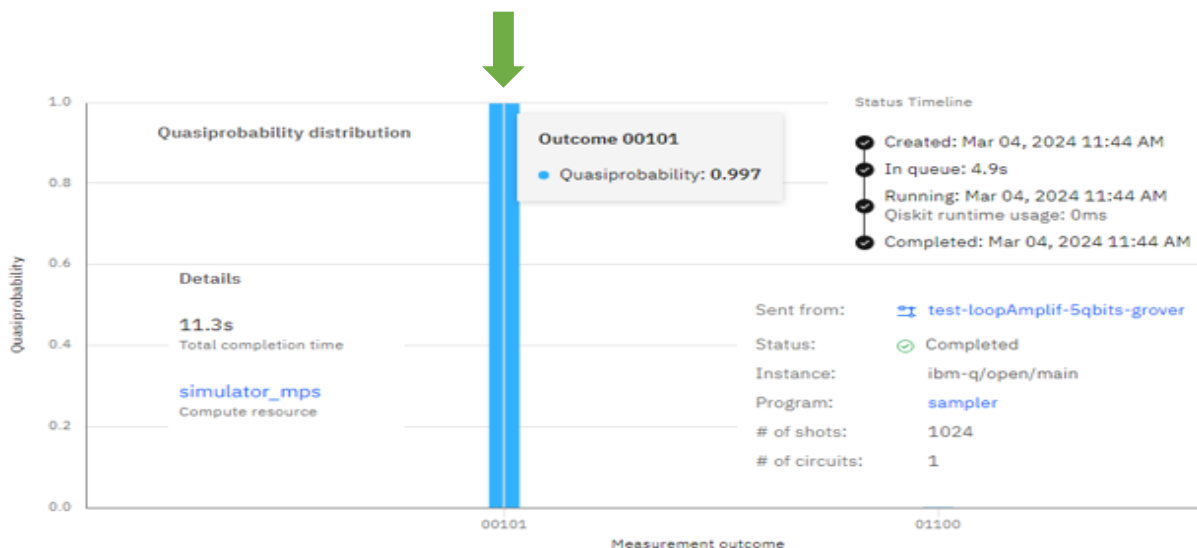 1.0
0.8
0.6
0.4
0.2
0.0
Quasiprobability
Quasiprobability distribution
Outcome 00101
Quasiprobability: 0.997
Status Timeline
Created: Mar 04, 2024 11:44 AM
In queue: 4.9s
Running: Mar 04, 2024 11:44 AM
Qiskit runtime usage: 0ms
Completed: Mar 04, 2024 11:44 AM
Details
11.3s
Total completion time
simulator_mps
Compute resource
Sent from: test-loopAmplif-5qbits-grover
Status: Completed
Instance: ibm-q/open/main
Program: sampler
# of shots: 1024
# of circuits: 1
00101 01100
Measurement outcome